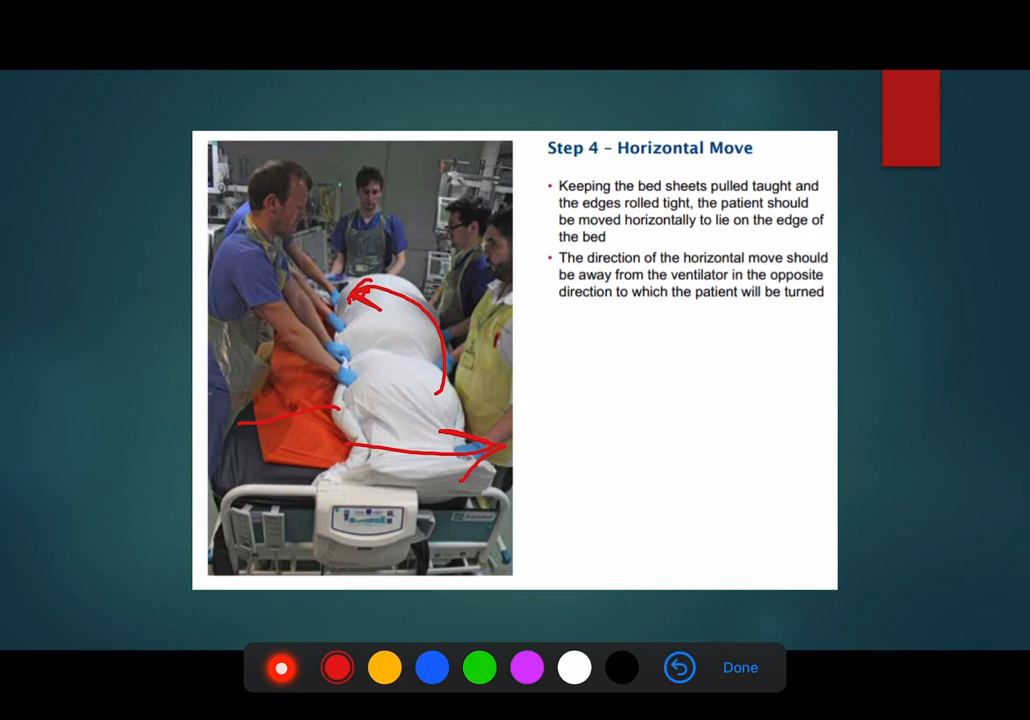 Step 4 – Horizontal Move
• Keeping the bed sheets pulled taught and
the edges rolled tight, the patient should
be moved horizontally to lie on the edge of
the bed
• The direction of the horizontal move should
be away from the ventilator in the opposite
direction to which the patient will be turned
Done